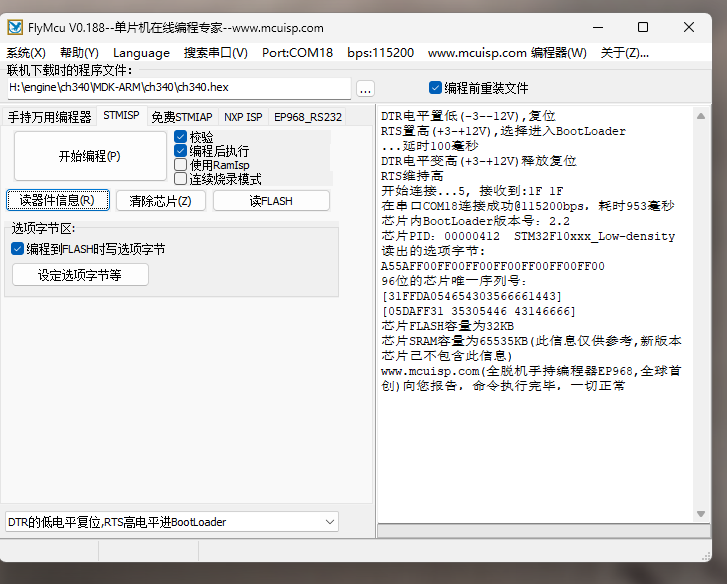 FlyMcu V0.188--单片机在线编程专家--www.mcuisp.com
系统(X) 帮助(Y) Language 搜索串口(V) Port:COM18 bps:115200 www.mcuisp.com 编程器(W) 关于(Z)...
联机下载时的程序文件:
H:\engine\ch340\MDK-ARM\ch340\ch340.hex ... 编程前重装文件
手持万用编程器 STMISP 免费STMIAP NXP ISP EP968_RS232
开始编程(P)
校验
编程后执行
使用RamIsp
连续烧录模式
读器件信息(R) 清除芯片(Z) 读FLASH
选项字节区:
编程到FLASH时写选项字节
设定选项字节等
DTR的低电平复位,RTS高电平进BootLoader
DTR电平置低(-3--12V),复位
RTS置高(+3-+12V),选择进入BootLoader
...延时100毫秒
DTR电平变高(+3-+12V)释放复位
RTS维持高
开始连接...5, 接收到:1F 1F
在串口COM18连接成功@115200bps, 耗时953毫秒
芯片内BootLoader版本号: 2.2
芯片PID: 00000412 STM32F10xxx_Low-density
读出的选项字节:
A55AFF00FF00FF00FF00FF00FF00FF00
96位的芯片唯一序列号:
[31FFDA054654303566661443]
[05DAFF31 35305446 43146666]
芯片FLASH容量为32KB
芯片SRAM容量为65535KB(此信息仅供参考,新版本
芯片已不包含此信息)
www.mcuisp.com(全脱机手持编程器EP968,全球首
创)向您报告, 命令执行完毕, 一切正常